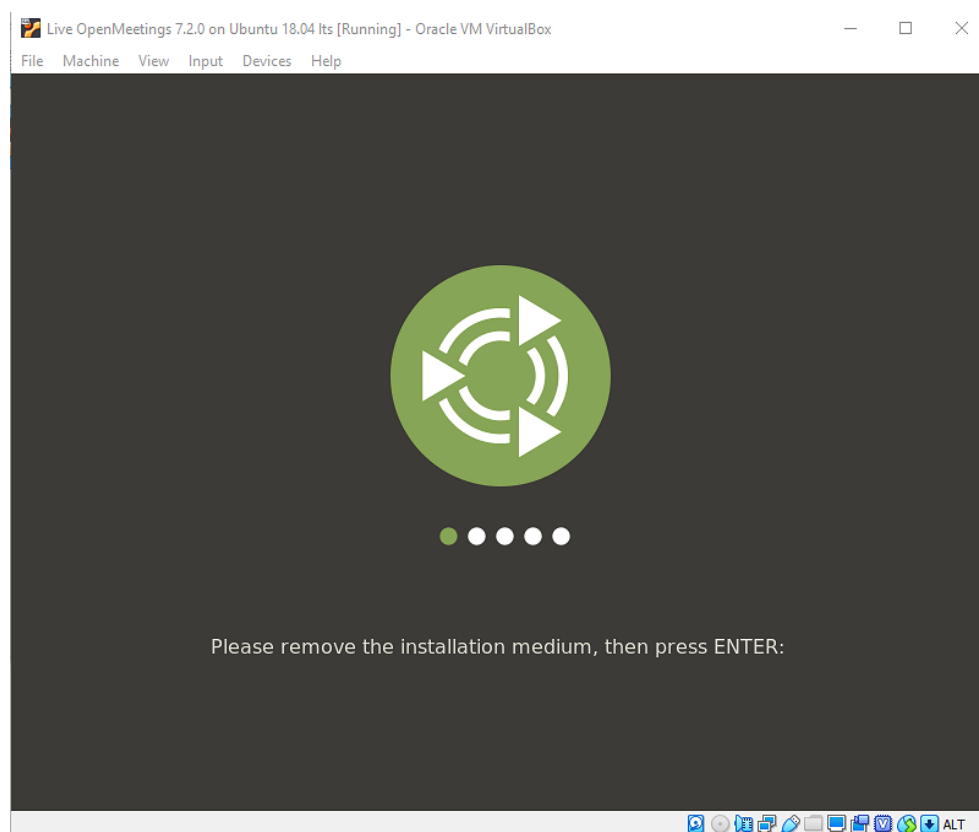 Live OpenMeetings 7.2.0 on Ubuntu 18.04 lts [Running] - Oracle VM VirtualBox
File Machine View Input Devices Help
Please remove the installation medium, then press ENTER:
ALT